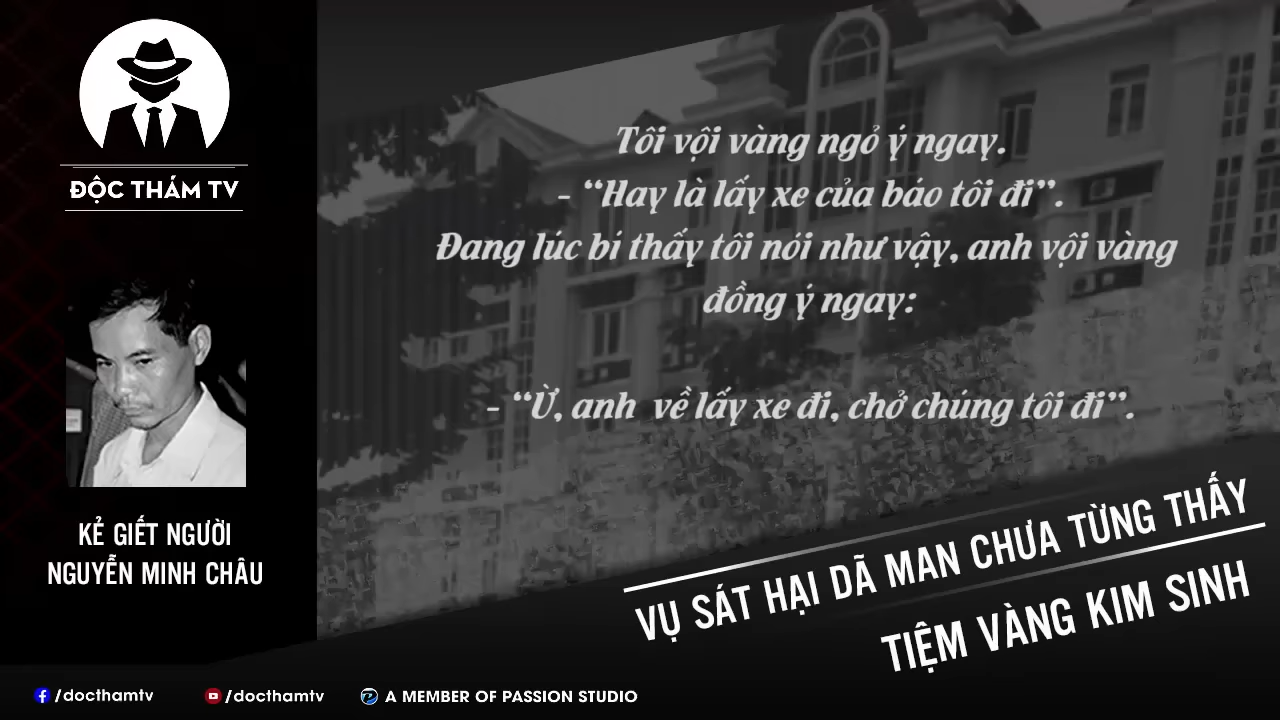 ĐỘC THÁM TV
KẺ GIẾT NGƯỜI
NGUYỄN MINH CHÂU
Tôi vội vàng ngỏ ý ngay.
- “Hay là lấy xe của báo tôi đi”.
Đang lúc bí thấy tôi nói như vậy, anh vội vàng
đồng ý ngay:
- “Ừ, anh về lấy xe đi, chở chúng tôi đi”.
VỤ SÁT HẠI DÃ MAN CHƯA TỪNG THẤY
TIỆM VÀNG KIM SINH
/docthamtv
/docthamtv
A MEMBER OF PASSION STUDIO